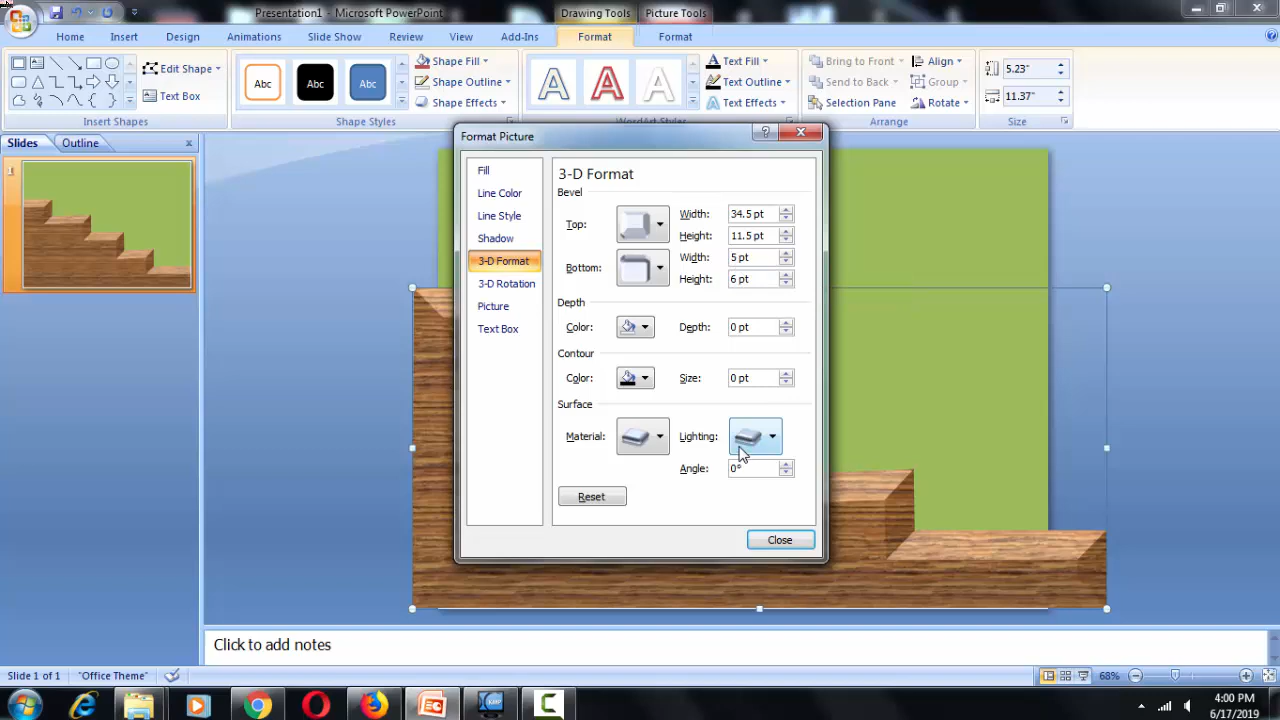 Presentation1 - Microsoft PowerPoint
Drawing Tools
Picture Tools
Home
Insert
Design
Animations
Slide Show
Review
View
Add-Ins
Format
Format
Edit Shape
Text Box
Insert Shapes
Abc
Abc
Abc
Shape Fill
Shape Outline
Shape Effects
Shape Styles
A
A
A
Text Fill
Text Outline
Text Effects
WordArt Styles
Bring to Front
Send to Back
Selection Pane
Align
Group
Rotate
Arrange
5.23"
11.37"
Size
Slides
Outline
1
Format Picture
Fill
Line Color
Line Style
Shadow
3-D Format
3-D Rotation
Picture
Text Box
3-D Format
Bevel
Top:
Width: 34.5 pt
Height: 11.5 pt
Bottom:
Width: 5 pt
Height: 6 pt
Depth
Color:
Depth: 0 pt
Contour
Color:
Size: 0 pt
Surface
Material:
Lighting:
Angle: 0°
Reset
Close
Click to add notes
Slide 1 of 1
"Office Theme"
68%
4:00 PM
6/17/2019